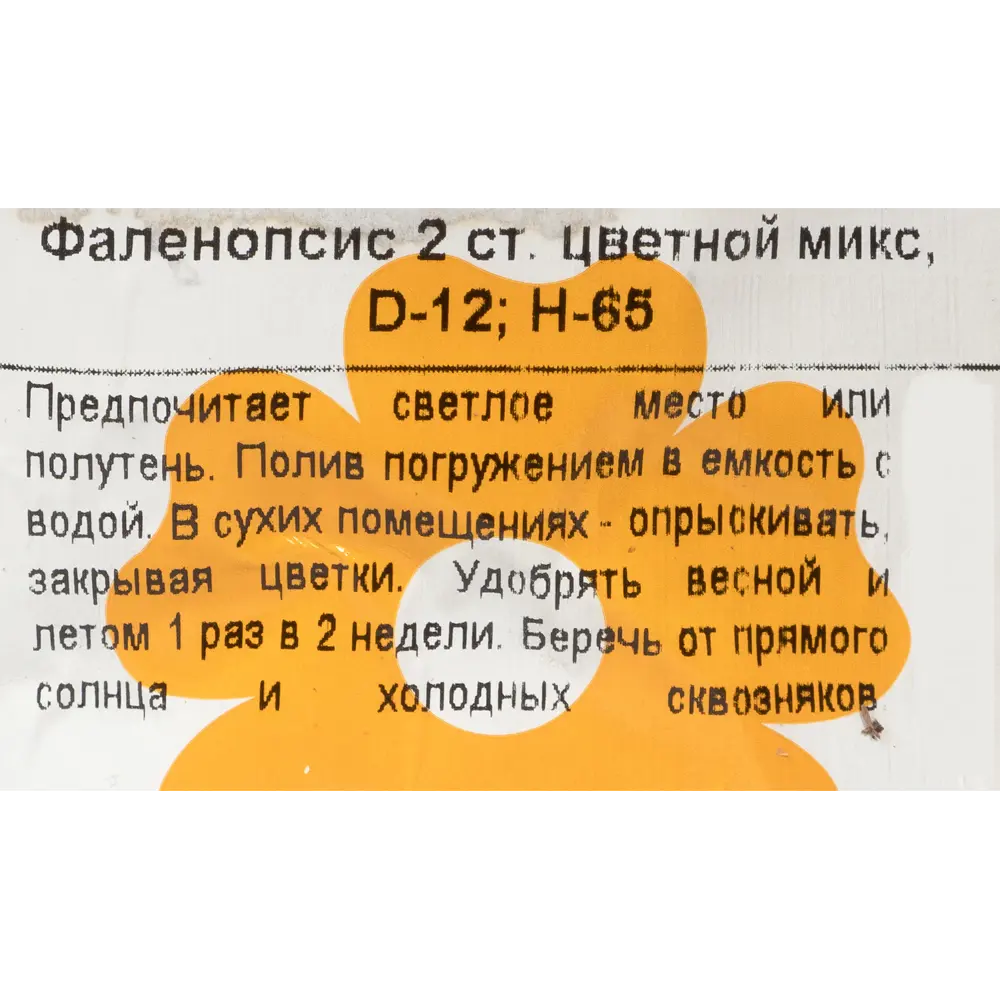 Фаленопсис 2 ст. цветной микс,
D-12; H-65
Предпочитает светлое место или
полутень. Полив погружением в емкость с
водой. В сухих помещениях - опрыскивать,
закрывая цветки. Удобрять весной и
летом 1 раз в 2 недели. Беречь от прямого
солнца и холодных сквозняков